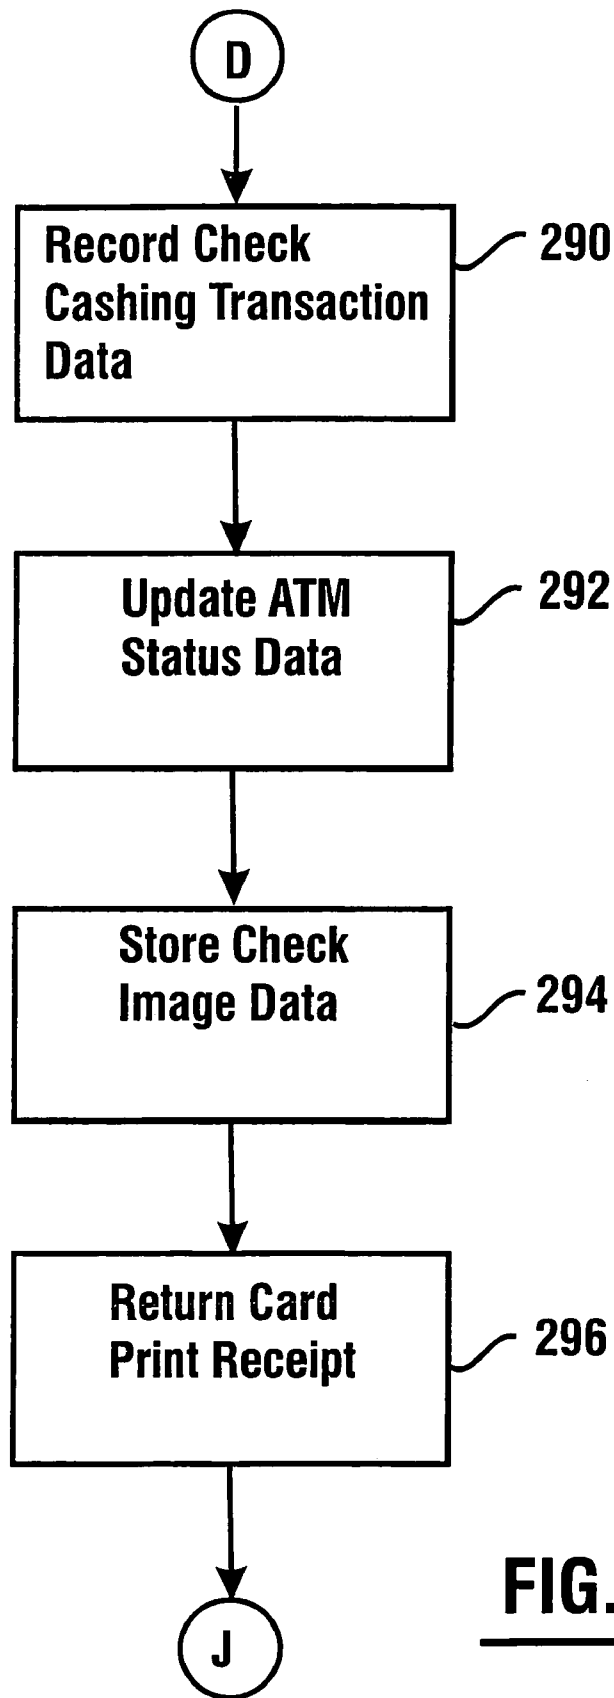 D
Record Check
Cashing Transaction
Data
290
Update ATM
Status Data
292
Store Check
Image Data
294
Return Card
Print Receipt
296
FIG.
J